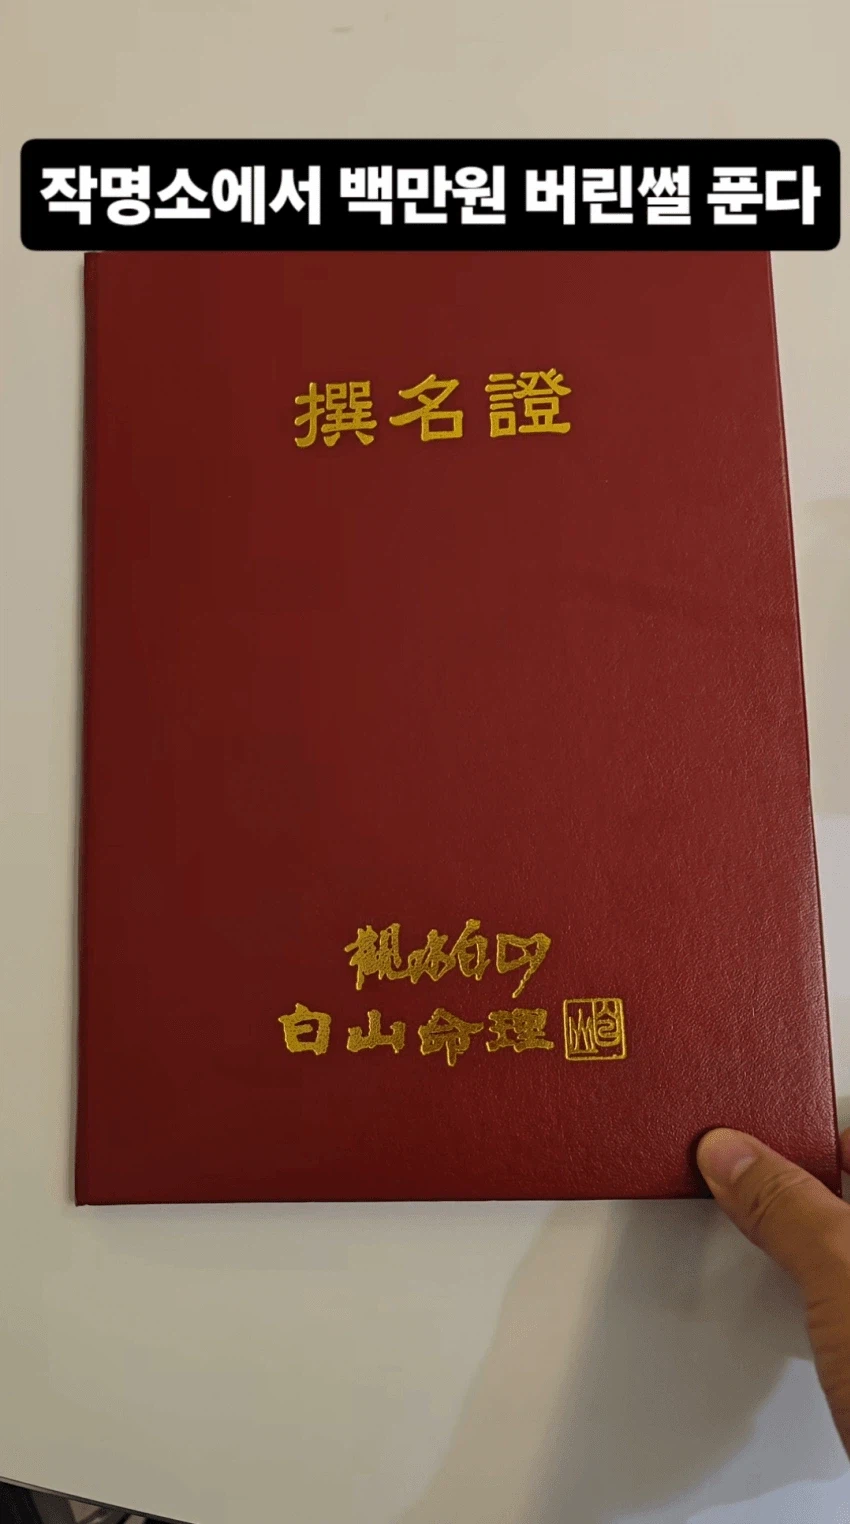 작명소에서 백만원 버린썰 푼다
撰名證
白山命理